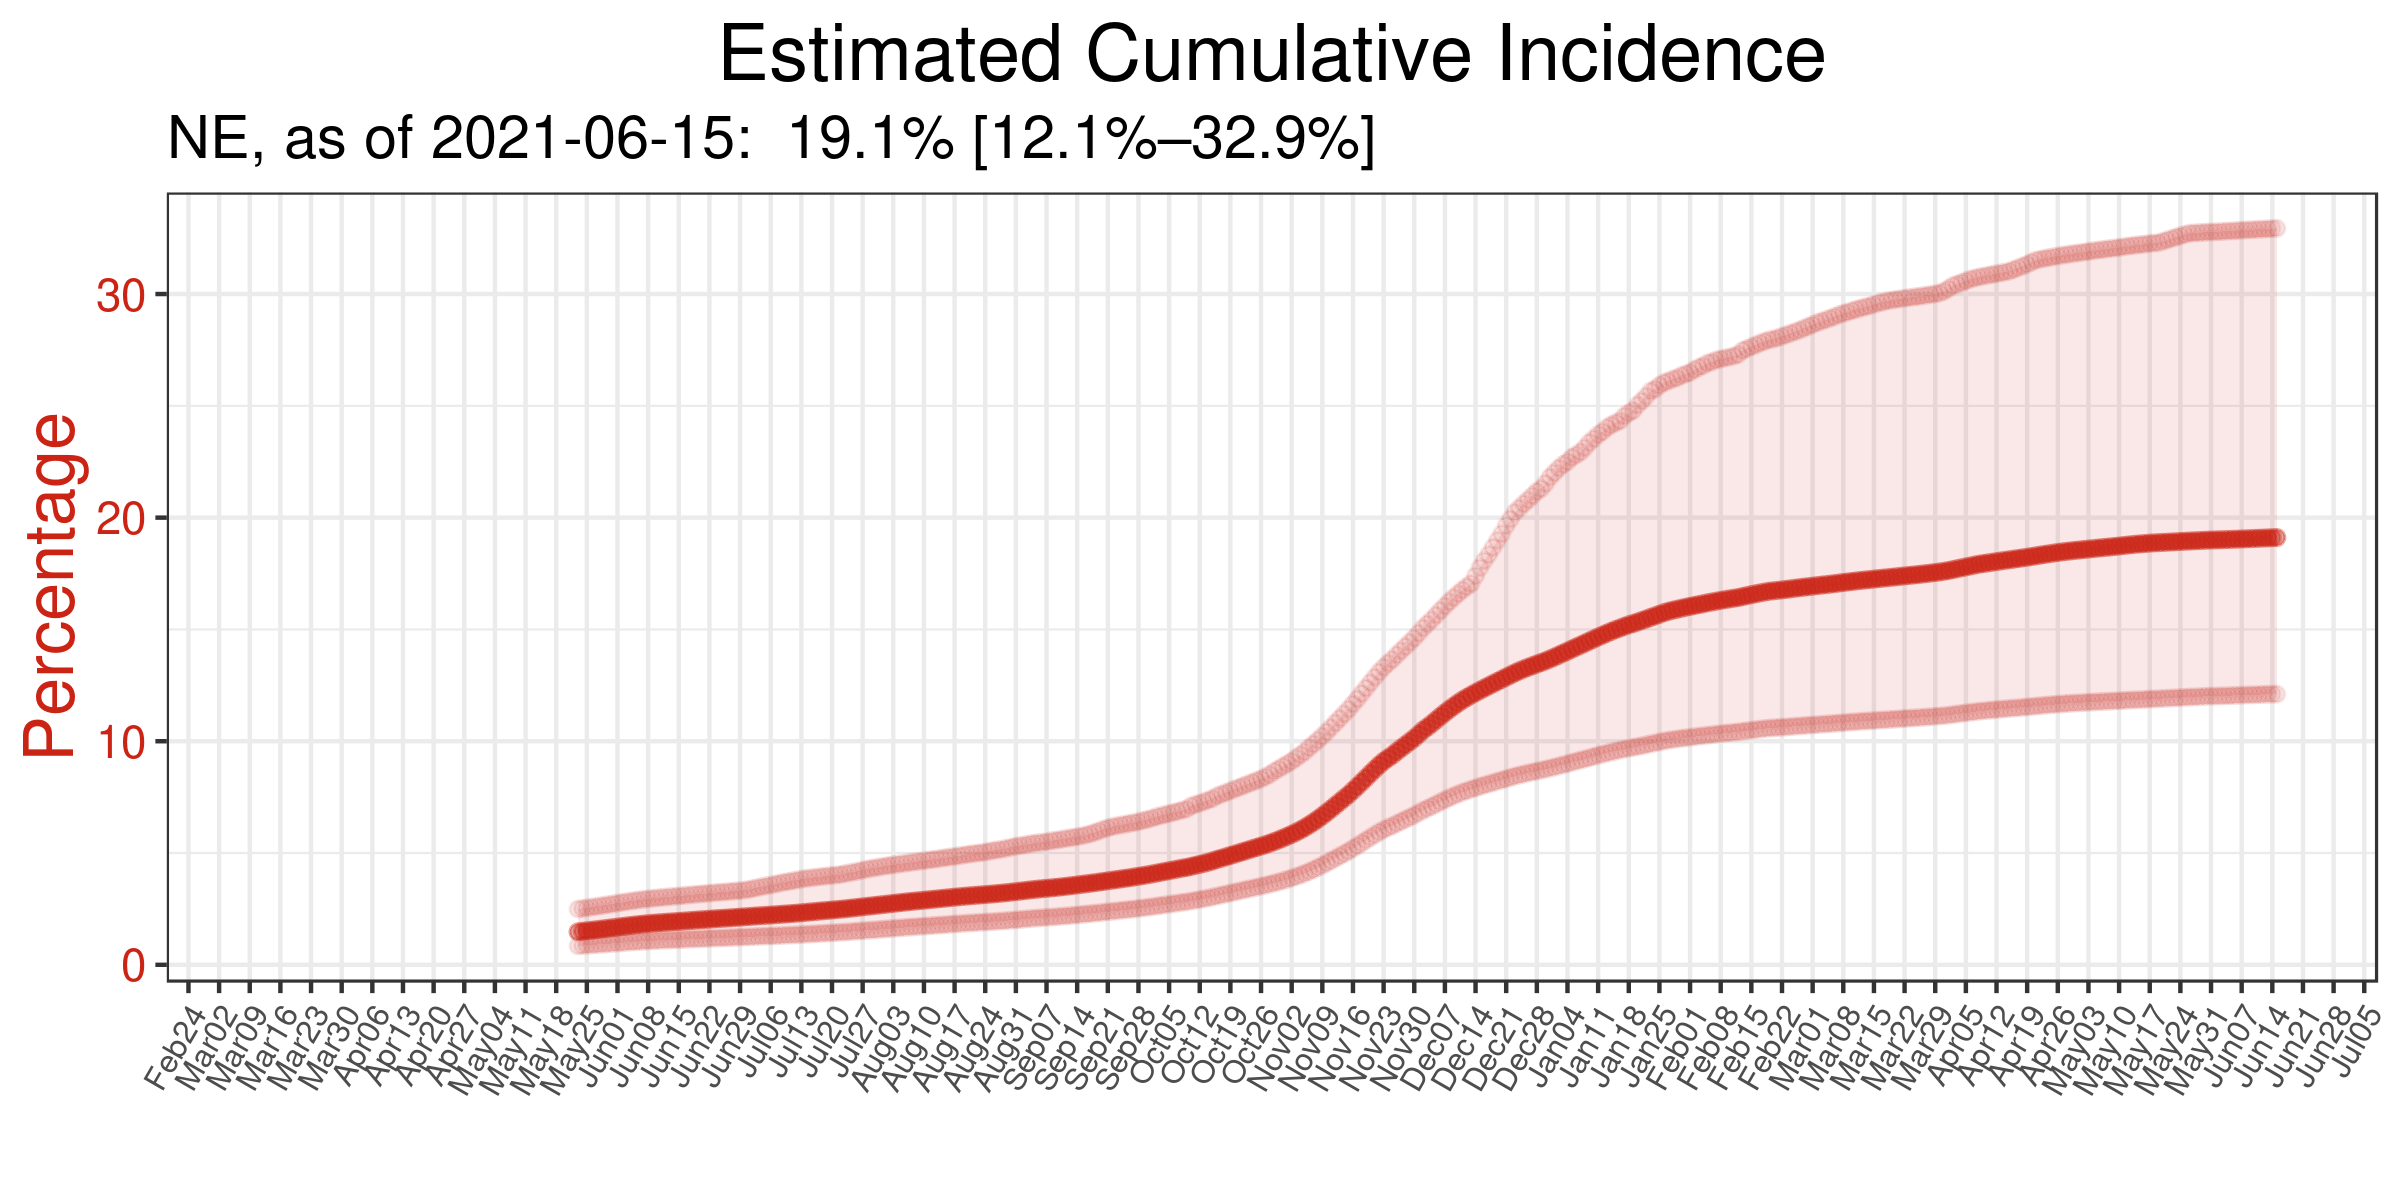 Estimated Cumulative Incidence
NE, as of 2021-06-15:  19.1% [12.1%–32.9%]
Percentage
30
20
10
0
Feb24 Mar02 Mar09 Mar16 Mar23 Mar30 Apr06 Apr13 Apr20 Apr27 May04 May11 May18 May25 Jun01 Jun08 Jun15 Jun22 Jun29 Jul06 Jul13 Jul20 Jul27 Aug03 Aug10 Aug17 Aug24 Aug31 Sep07 Sep14 Sep21 Sep28 Oct05 Oct12 Oct19 Oct26 Nov02 Nov09 Nov16 Nov23 Nov30 Dec07 Dec14 Dec21 Dec28 Jan04 Jan11 Jan18 Jan25 Feb01 Feb08 Feb15 Feb22 Mar01 Mar08 Mar15 Mar22 Mar29 Apr05 Apr12 Apr19 Apr26 May03 May10 May17 May24 May31 Jun07 Jun14 Jun21 Jun28 Jul05